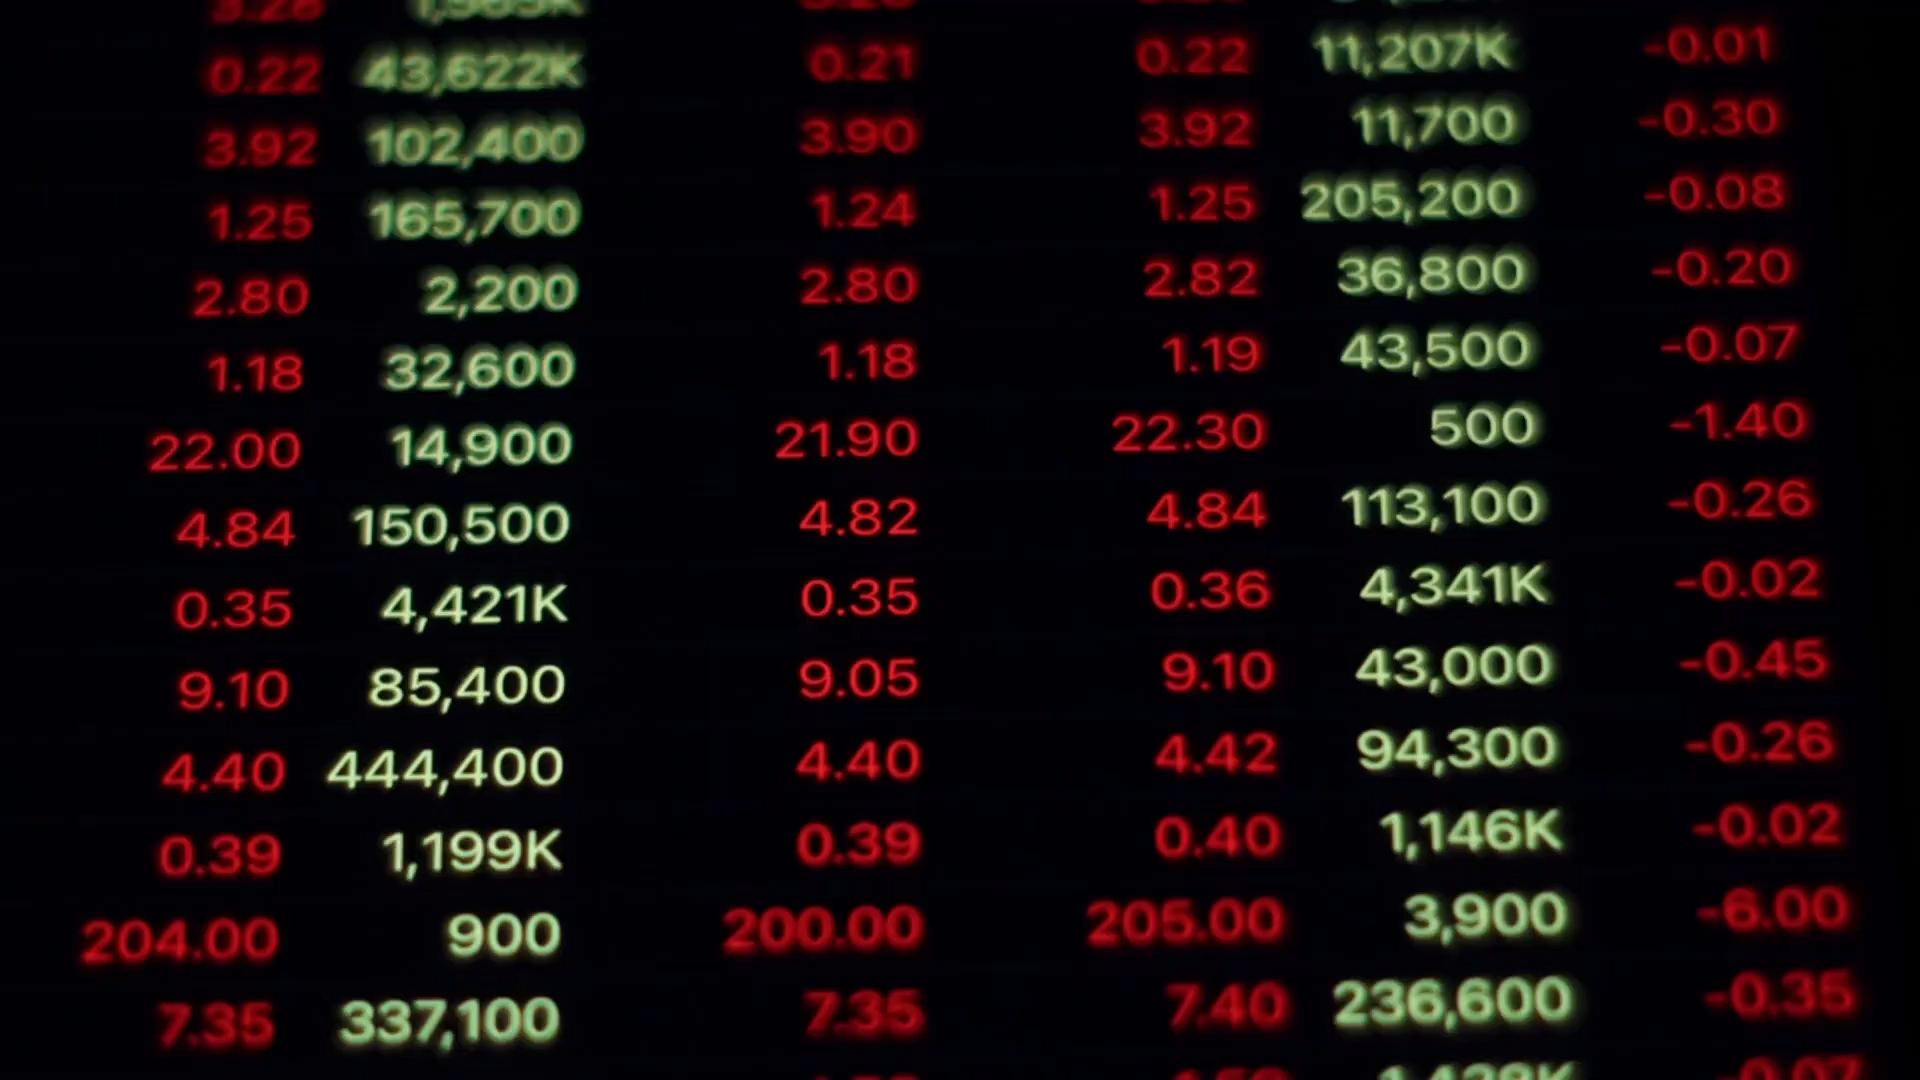 0.22 43,622K 0.21 0.22 11,207K -0.01
3.92 102,400 3.90 3.92 11,700 -0.30
1.25 165,700 1.24 1.25 205,200 -0.08
2.80 2,200 2.80 2.82 36,800 -0.20
1.18 32,600 1.18 1.19 43,500 -0.07
22.00 14,900 21.90 22.30 500 -1.40
4.84 150,500 4.82 4.84 113,100 -0.26
0.35 4,421K 0.35 0.36 4,341K -0.02
9.10 85,400 9.05 9.10 43,000 -0.45
4.40 444,400 4.40 4.42 94,300 -0.26
0.39 1,199K 0.39 0.40 1,146K -0.02
204.00 900 200.00 205.00 3,900 -6.00
7.35 337,100 7.35 7.40 236,600 -0.35